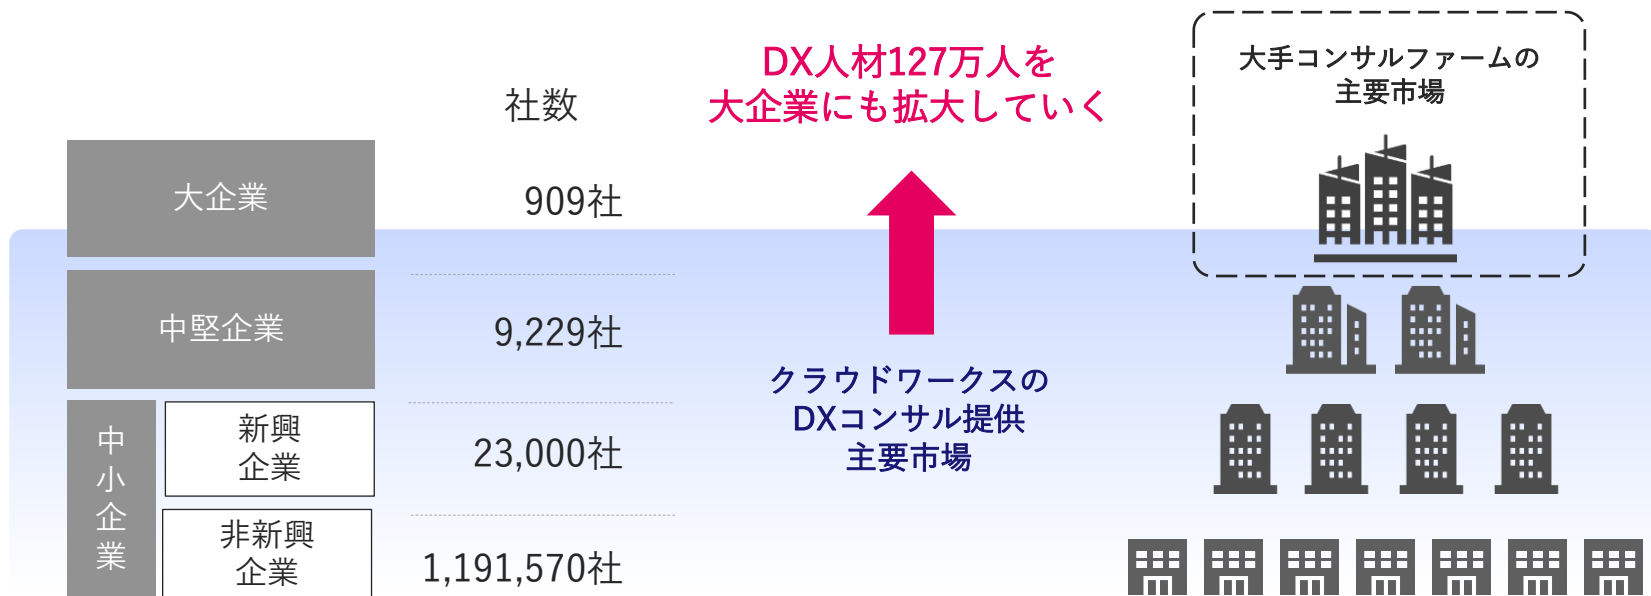 社数
DX人材127万人を
大企業にも拡大していく
大手コンサルファームの
主要市場
大企業
909社
中堅企業
9,229社
クラウドワークスの
DXコンサル提供
主要市場
中小企業
新興
企業
23,000社
非新興
企業
1,191,570社